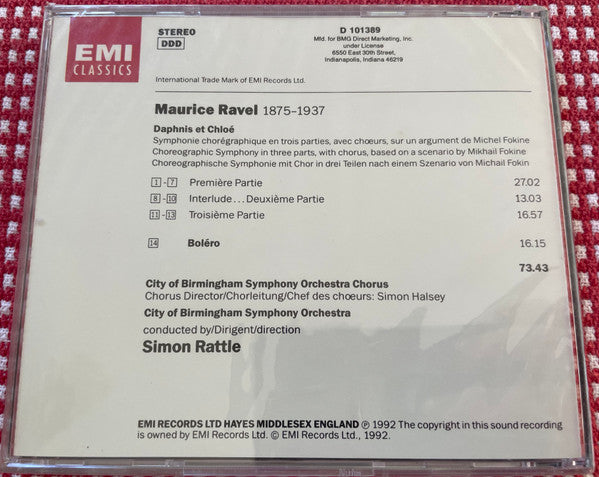 EMI
CLASSICS
STEREO
DDD
D 101389
Mfd. for BMG Direct Marketing, Inc.
under License
6550 East 30th Street,
Indianapolis, Indiana 46219
International Trade Mark of EMI Records Ltd.
Maurice Ravel 1875–1937
Daphnis et Chloé
Symphonie chorégraphique en trois parties, avec chœurs, sur un argument de Michel Fokine
Choreographic Symphony in three parts, with chorus, based on a scenario by Mikhail Fokine
Choreographische Symphonie mit Chor in drei Teilen nach einem Szenario von Michail Fokin
1-7 Première Partie 27.02
8-10 Interlude...Deuxième Partie 13.03
11-13 Troisième Partie 16.57
14 Boléro 16.15
73.43
City of Birmingham Symphony Orchestra Chorus
Chorus Director/Chorleitung/Chef des chœurs: Simon Halsey
City of Birmingham Symphony Orchestra
conducted by/Dirigent/direction
Simon Rattle
EMI RECORDS LTD HAYES MIDDLESEX ENGLAND ℗ 1992 The copyright in this sound recording
is owned by EMI Records Ltd. © EMI Records Ltd., 1992.